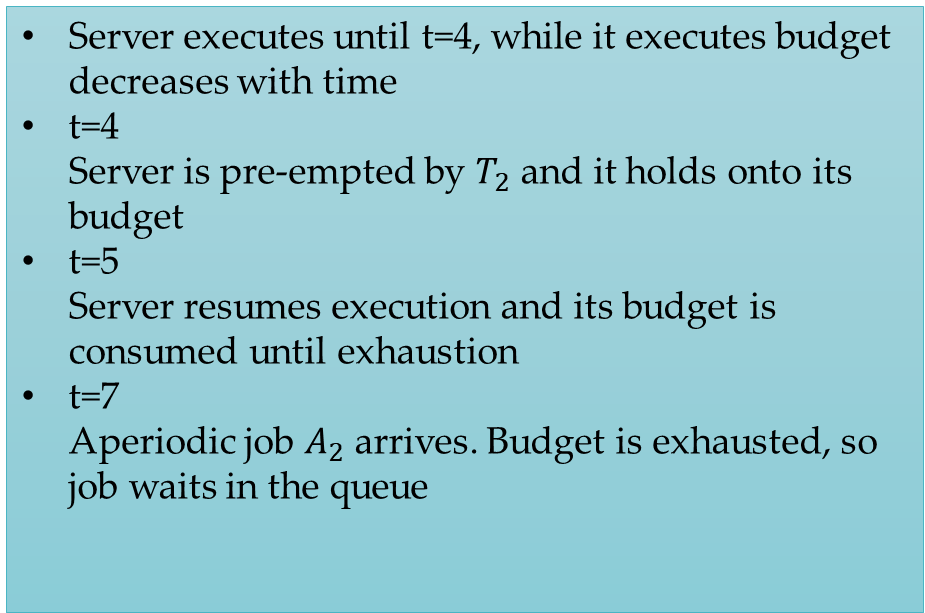 • Server executes until t=4, while it executes budget
decreases with time
• t=4
Server is pre-empted by 𝑇₂ and it holds onto its
budget
• t=5
Server resumes execution and its budget is
consumed until exhaustion
• t=7
Aperiodic job 𝐴₂ arrives. Budget is exhausted, so
job waits in the queue